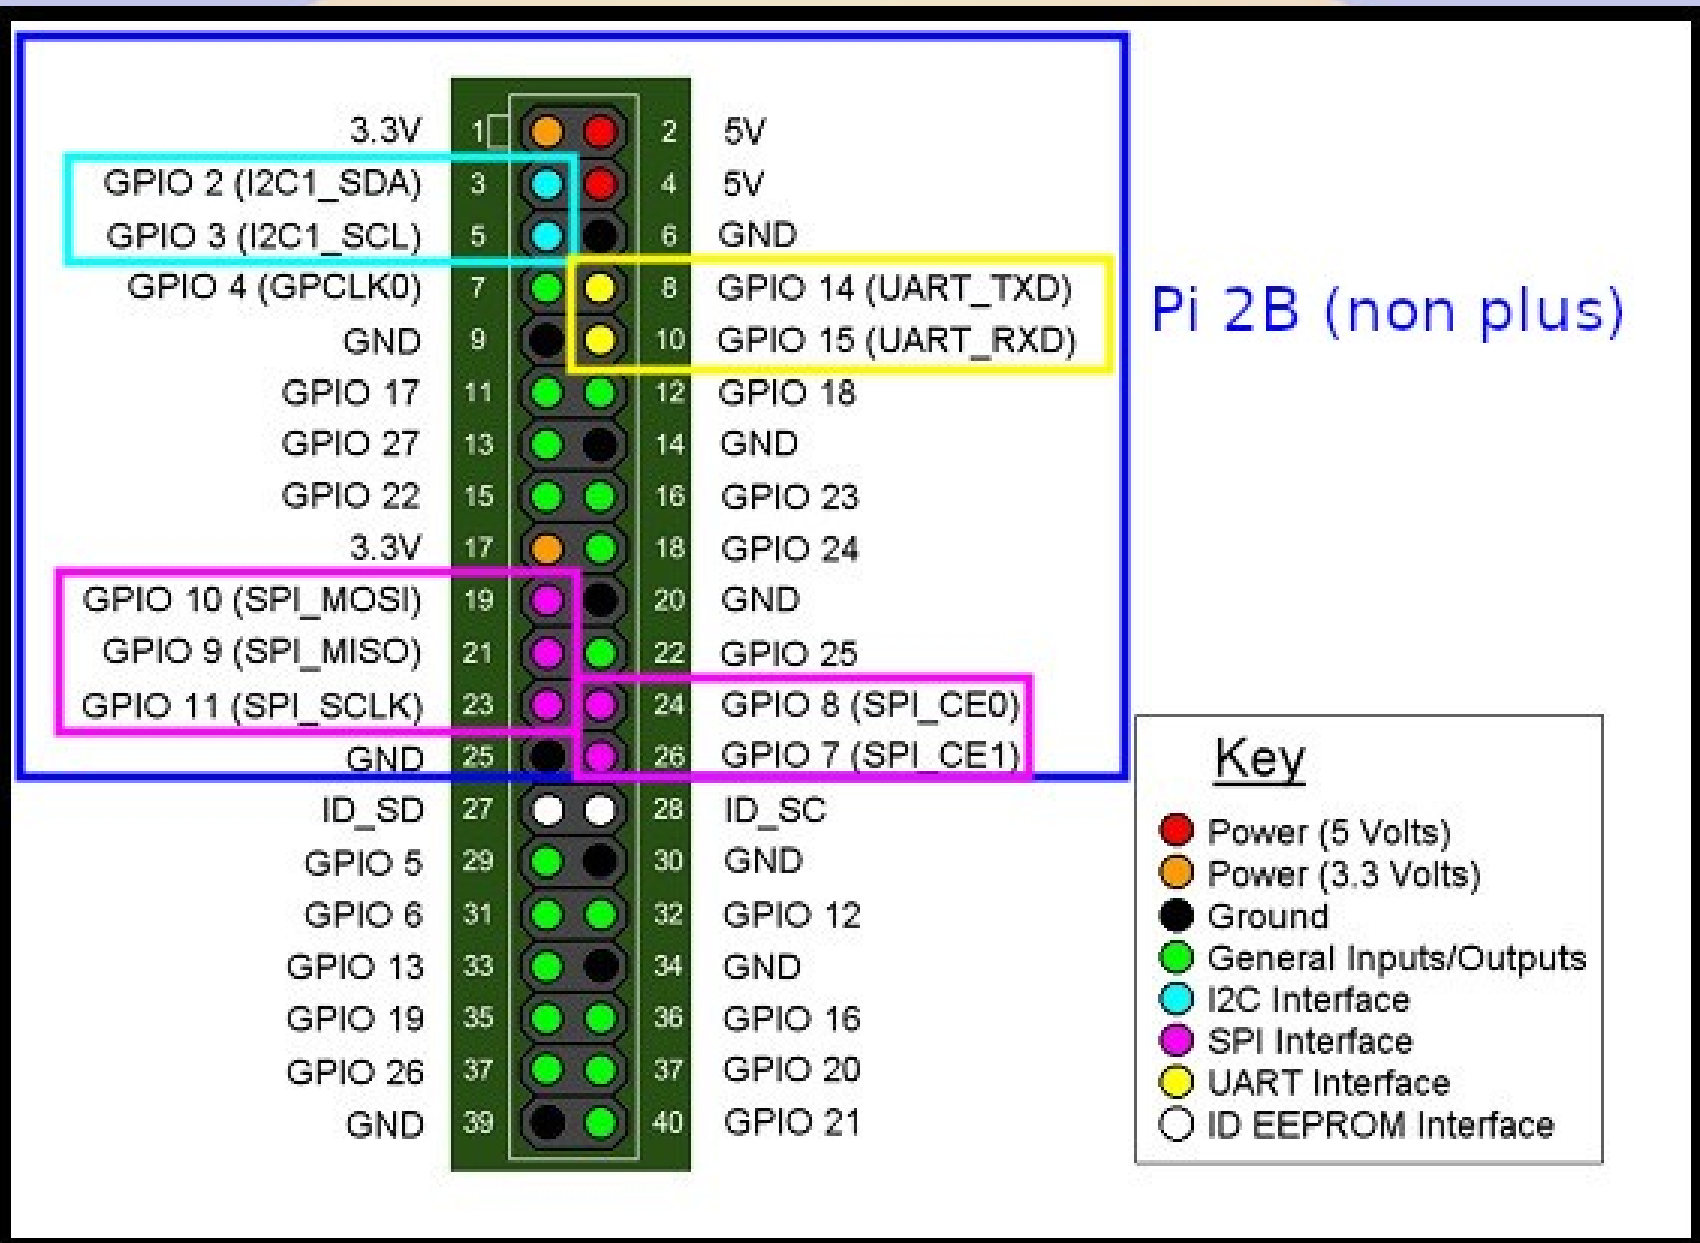 3.3V 1 2 5V
GPIO 2 (I2C1_SDA) 3 4 5V
GPIO 3 (I2C1_SCL) 5 6 GND
GPIO 4 (GPCLK0) 7 8 GPIO 14 (UART_TXD)
GND 9 10 GPIO 15 (UART_RXD)
GPIO 17 11 12 GPIO 18
GPIO 27 13 14 GND
GPIO 22 15 16 GPIO 23
3.3V 17 18 GPIO 24
GPIO 10 (SPI_MOSI) 19 20 GND
GPIO 9 (SPI_MISO) 21 22 GPIO 25
GPIO 11 (SPI_SCLK) 23 24 GPIO 8 (SPI_CE0)
GND 25 26 GPIO 7 (SPI_CE1)
ID_SD 27 28 ID_SC
GPIO 5 29 30 GND
GPIO 6 31 32 GPIO 12
GPIO 13 33 34 GND
GPIO 19 35 36 GPIO 16
GPIO 26 37 37 GPIO 20
GND 39 40 GPIO 21
Pi 2B (non plus)
Key
Power (5 Volts)
Power (3.3 Volts)
Ground
General Inputs/Outputs
I2C Interface
SPI Interface
UART Interface
ID EEPROM Interface